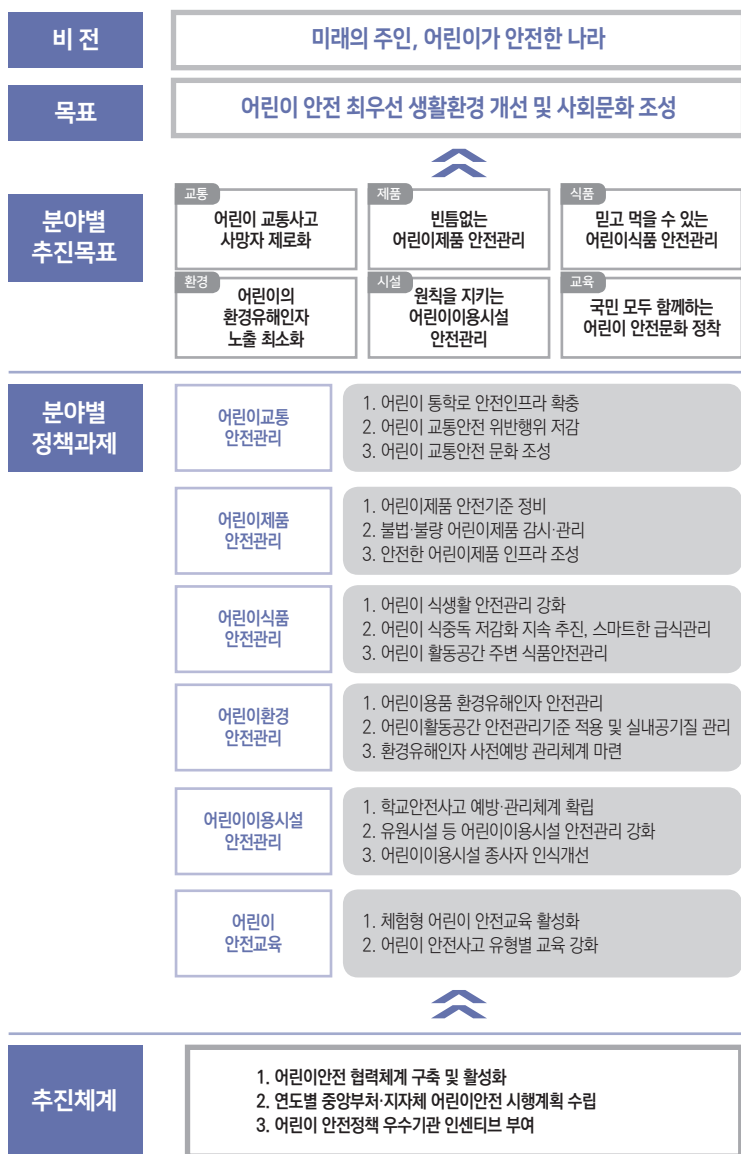 비 전
미래의 주인, 어린이가 안전한 나라
목표
어린이 안전 최우선 생활환경 개선 및 사회문화 조성
분야별
추진목표
교통
어린이 교통사고
사망자 제로화
제품
빈틈없는
어린이제품 안전관리
식품
믿고 먹을 수 있는
어린이식품 안전관리
환경
어린이의
환경유해인자
노출 최소화
시설
원칙을 지키는
어린이이용시설
안전관리
교육
국민 모두 함께하는
어린이 안전문화 정착
분야별
정책과제
어린이교통
안전관리
1. 어린이 통학로 안전인프라 확충
2. 어린이 교통안전 위반행위 저감
3. 어린이 교통안전 문화 조성
어린이제품
안전관리
1. 어린이제품 안전기준 정비
2. 불법·불량 어린이제품 감시·관리
3. 안전한 어린이제품 인프라 조성
어린이식품
안전관리
1. 어린이 식생활 안전관리 강화
2. 어린이 식중독 저감화 지속 추진, 스마트한 급식관리
3. 어린이 활동공간 주변 식품안전관리
어린이환경
안전관리
1. 어린이용품 환경유해인자 안전관리
2. 어린이활동공간 안전관리기준 적용 및 실내공기질 관리
3. 환경유해인자 사전예방 관리체계 마련
어린이이용시설
안전관리
1. 학교안전사고 예방·관리체계 확립
2. 유원시설 등 어린이이용시설 안전관리 강화
3. 어린이이용시설 종사자 인식개선
어린이
안전교육
1. 체험형 어린이 안전교육 활성화
2. 어린이 안전사고 유형별 교육 강화
추진체계
1. 어린이안전 협력체계 구축 및 활성화
2. 연도별 중앙부처·지자체 어린이안전 시행계획 수립
3. 어린이 안전정책 우수기관 인센티브 부여